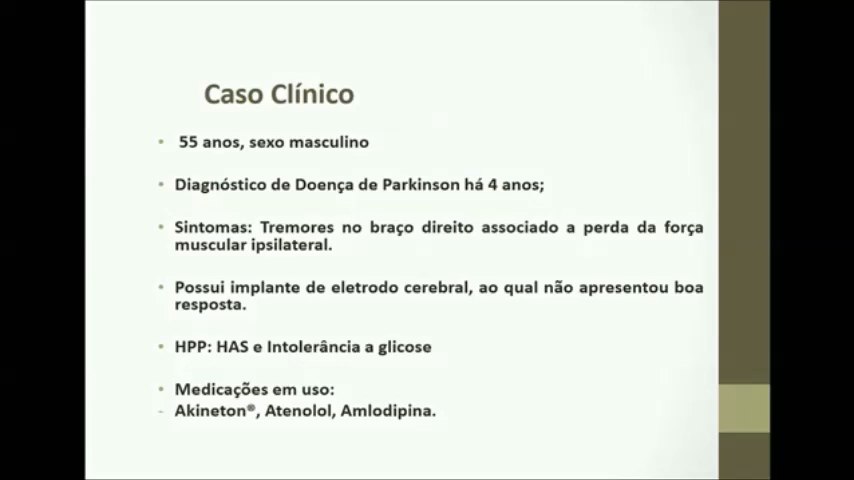 Caso Clínico
• 55 anos, sexo masculino
• Diagnóstico de Doença de Parkinson há 4 anos;
• Sintomas: Tremores no braço direito associado a perda da força
muscular ipsilateral.
• Possui implante de eletrodo cerebral, ao qual não apresentou boa
resposta.
• HPP: HAS e Intolerância a glicose
• Medicações em uso:
- Akineton®, Atenolol, Amlodipina.